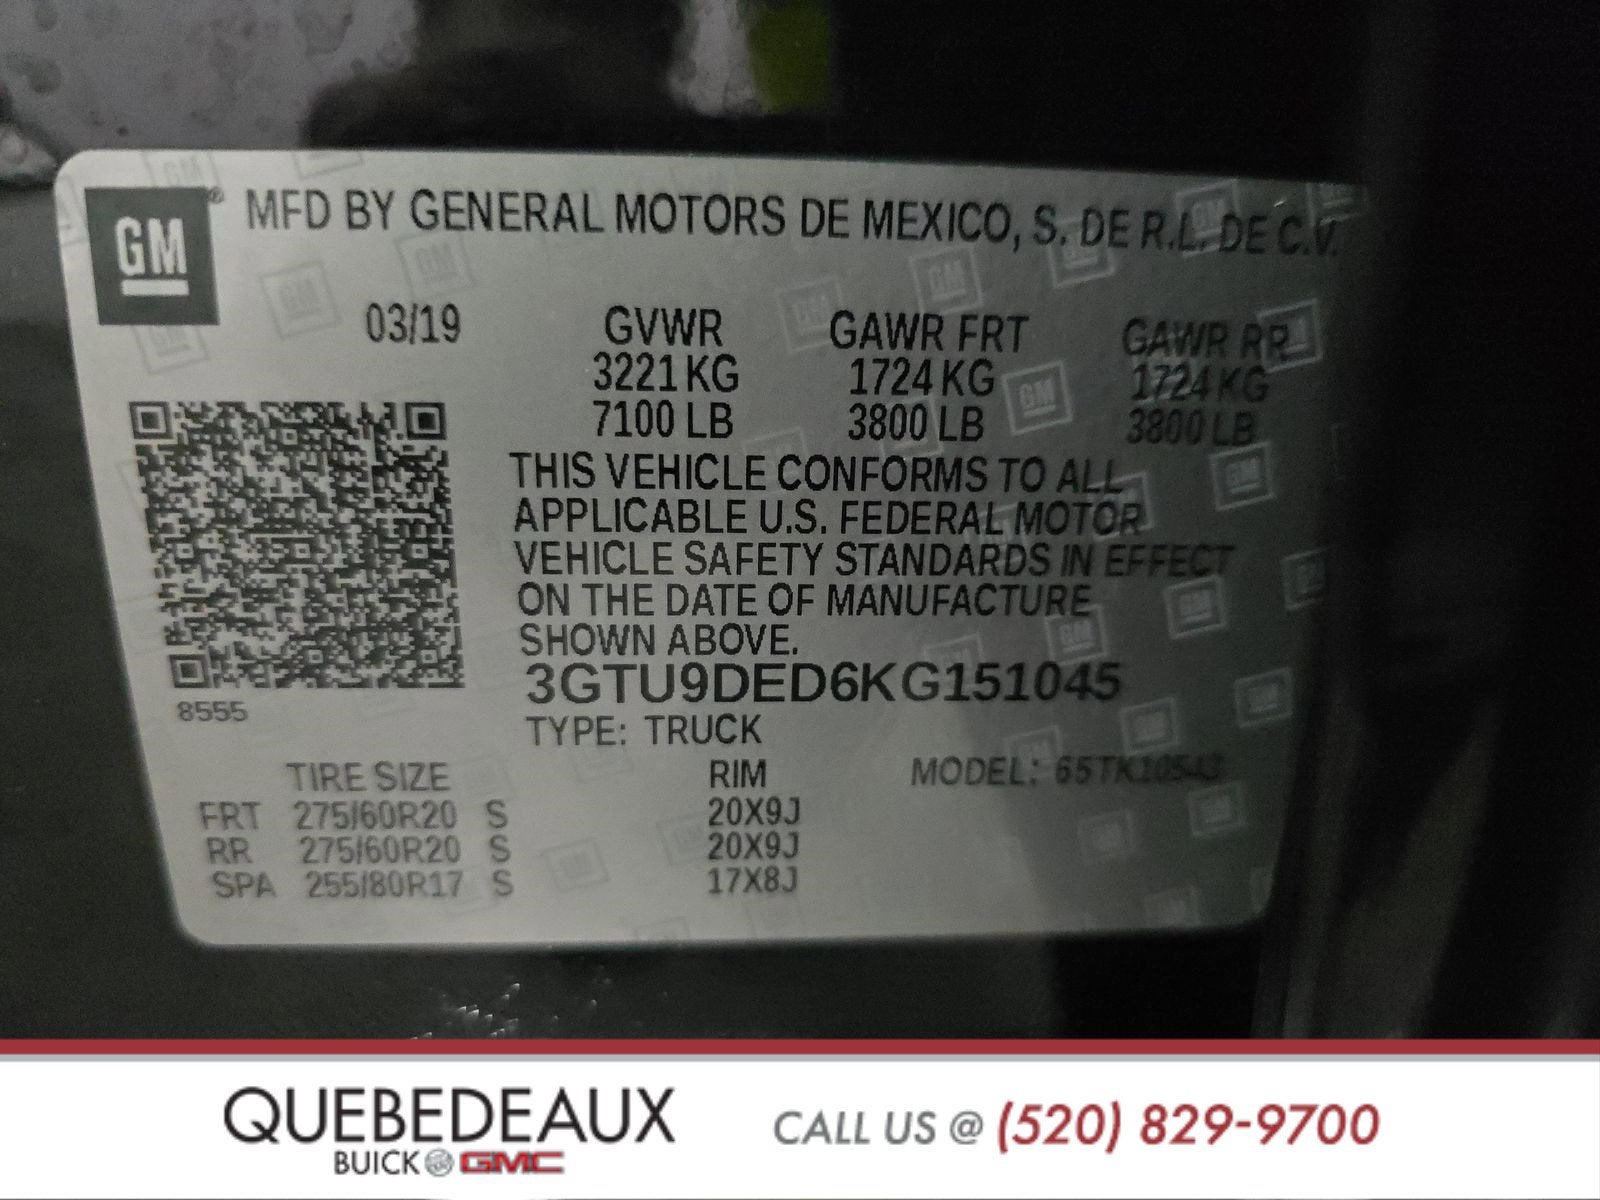 GM® MFD BY GENERAL MOTORS DE MEXICO, S. DE R.L. DE C.V.
03/19 GVWR GAWR FRT GAWR RR
3221 KG 1724 KG 1724 KG
7100 LB 3800 LB 3800 LB
THIS VEHICLE CONFORMS TO ALL
APPLICABLE U.S. FEDERAL MOTOR
VEHICLE SAFETY STANDARDS IN EFFECT
ON THE DATE OF MANUFACTURE
SHOWN ABOVE.
3GTU9DED6KG151045
8555
TYPE: TRUCK
TIRE SIZE RIM MODEL: 65TK10543
FRT 275/60R20 S 20X9J
RR 275/60R20 S 20X9J
SPA 255/80R17 S 17X8J
QUEBEDEAUX
BUICK GMC
CALL US @ (520) 829-9700